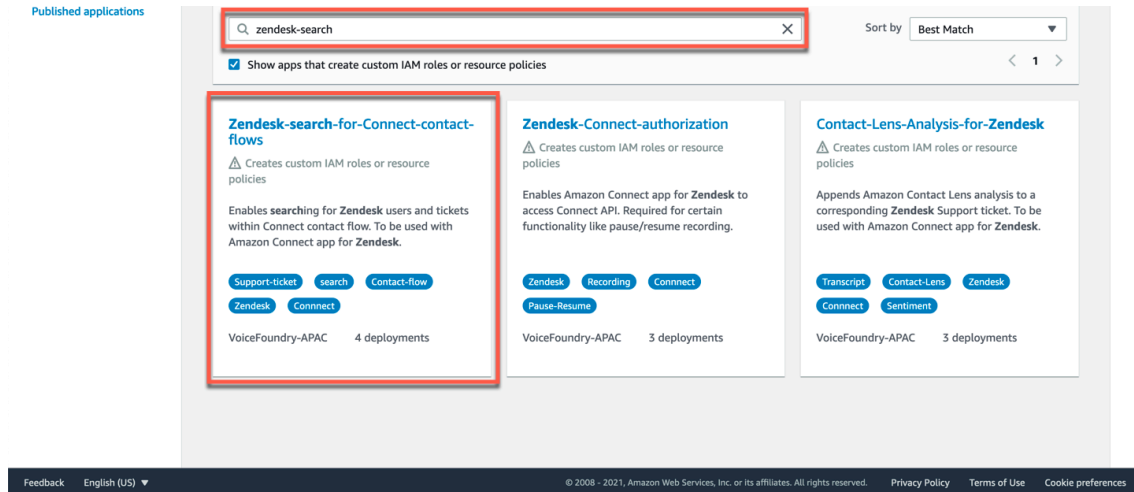 Published applications
zendesk-search
Sort by Best Match
Show apps that create custom IAM roles or resource policies
1
Zendesk-search-for-Connect-contact-
flows
Creates custom IAM roles or resource
policies
Enables searching for Zendesk users and tickets
within Connect contact flow. To be used with
Amazon Connect app for Zendesk.
Support-ticket search Contact-flow
Zendesk Connnect
VoiceFoundry-APAC 4 deployments
Zendesk-Connect-authorization
Creates custom IAM roles or resource
policies
Enables Amazon Connect app for Zendesk to
access Connect API. Required for certain
functionality like pause/resume recording.
Zendesk Recording Connnect
Pause-Resume
VoiceFoundry-APAC 3 deployments
Contact-Lens-Analysis-for-Zendesk
Creates custom IAM roles or resource
policies
Appends Amazon Contact Lens analysis to a
corresponding Zendesk Support ticket. To be
used with Amazon Connect app for Zendesk.
Transcript Contact-Lens Zendesk
Connnect Sentiment
VoiceFoundry-APAC 3 deployments
Feedback English (US) © 2008 - 2021, Amazon Web Services, Inc. or its affiliates. All rights reserved. Privacy Policy Terms of Use Cookie preferences